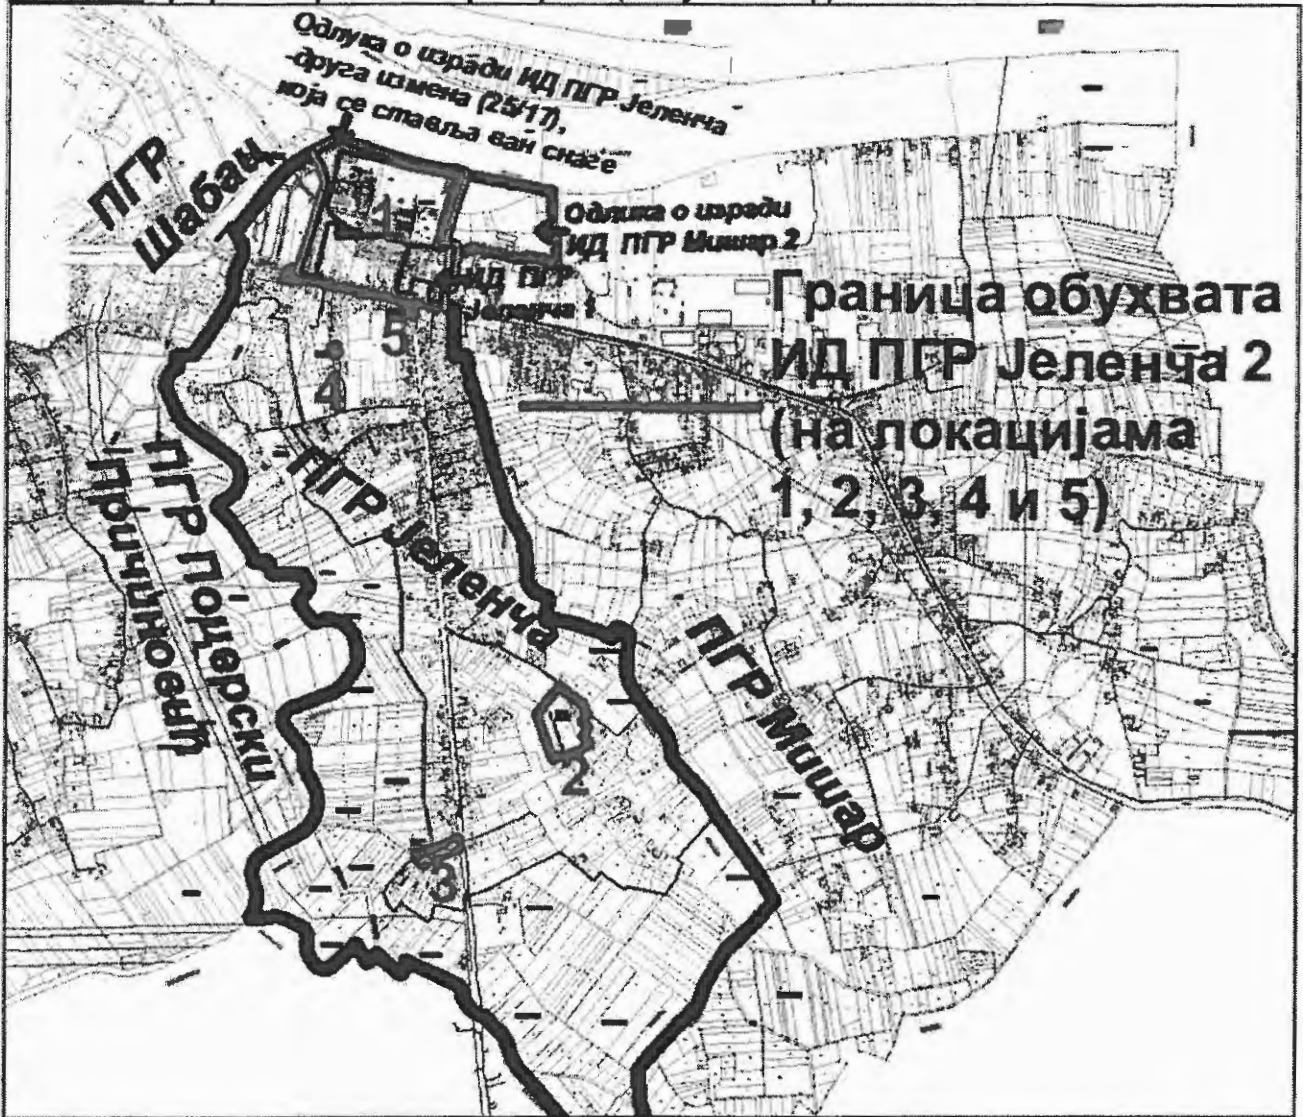 Одлука о изради ИД ПГР Јеленча
-друга измена (25/17),
која се ставља ван снаге"
ПГР
Шабац
1
Одлика о изради
ИД ПГР Мишар 2
ИД ПГР
Јеленча 1
Граница обухвата
ИД ПГР Јеленча 2
(на локацијама
1, 2, 3, 4 и 5)
5
4
ПГР Јеленча
ПГР Поцерски
Причиновић
ПГР Мишар
2
3